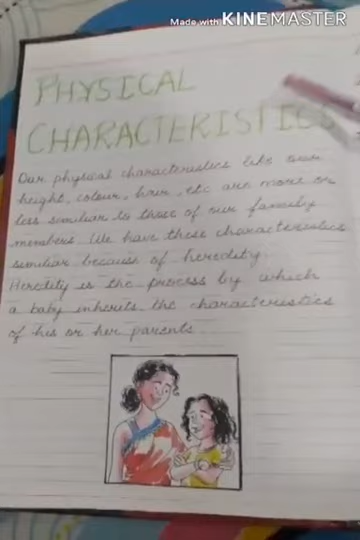 Made with KINEMASTER
PHYSICAL
CHARACTERISTICS
Our physical characteristics like our
height, colour, hair, etc are more or
less similar to those of our family
members. We have these characteristics
similar because of heredity.
Heredity is the process by which
a baby inherits the characteristics
of his or her parents.